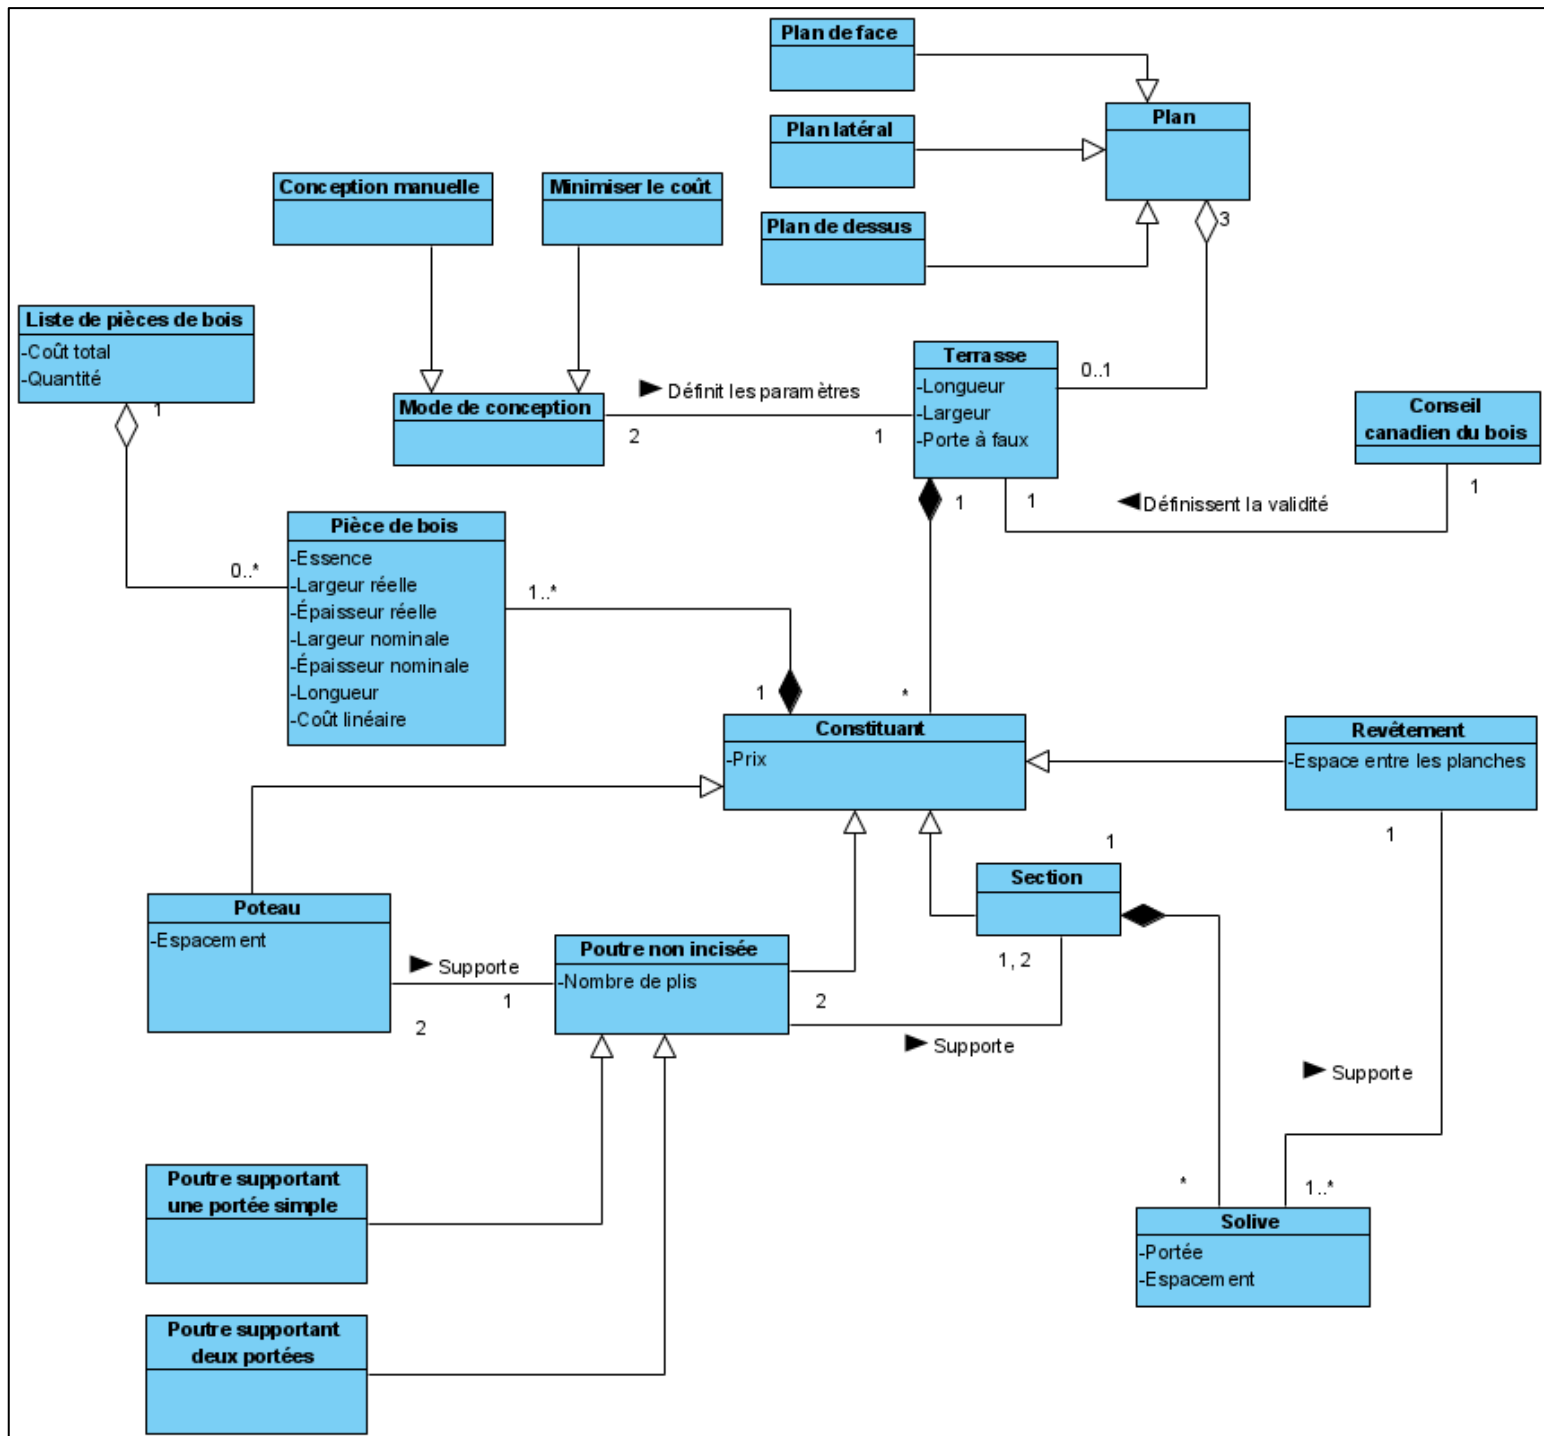 Plan de face
Plan
Plan latéral
Conception manuelle
Minimiser le coût
Plan de dessus
3
Liste de pièces de bois
-Coût total
-Quantité
1
Terrasse
-Longueur
-Largeur
-Porte à faux
0..1
► Définit les paramètres
Mode de conception
2
1
Conseil
canadien du bois
1
1
1
◄Définissent la validité
Pièce de bois
-Essence
-Largeur réelle
-Épaisseur réelle
-Largeur nominale
-Épaisseur nominale
-Longueur
-Coût linéaire
0..*
1..*
1
*
Constituant
-Prix
Revêtement
-Espace entre les planches
1
1
Section
1, 2
Poteau
-Espacement
► Supporte
1
2
Poutre non incisée
-Nombre de plis
2
► Supporte
► Supporte
Poutre supportant
une portée simple
*
1..*
Solive
-Portée
-Espacement
Poutre supportant
deux portées